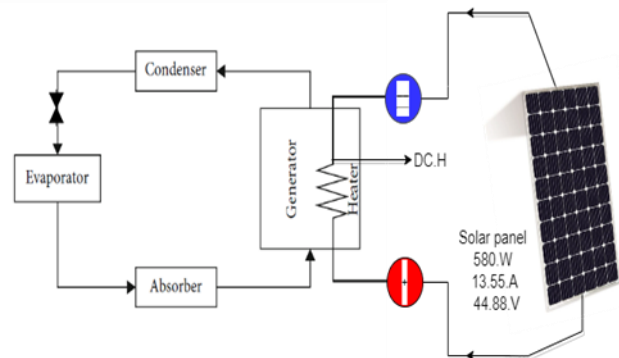 Condenser
Evaporator
Absorber
Generator
Heater
DC.H
Solar panel
580.W
13.55.A
44.88.V
+